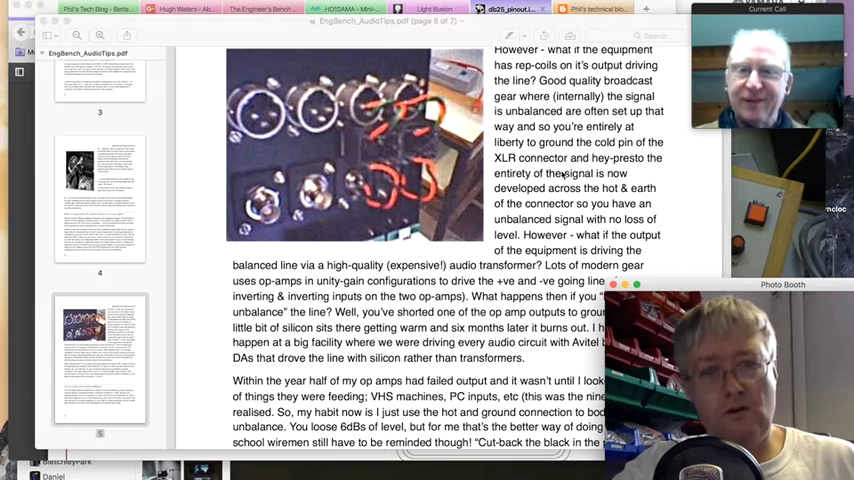 Phil's Tech Blog - Bette...
Hugh Waters - Ab...
The Engineer's Bench
HD10AMA - Mini-...
Light Illusion
db25_pinout.i...
Phil's technical blo...
EngBench_AudioTips.pdf (page 5 of 7)
EngBench_AudioTips.pdf
3
4
5
However - what if the equipment
has rep-coils on it's output driving
the line? Good quality broadcast
gear where (internally) the signal
is unbalanced are often set up that
way and so you're entirely at
liberty to ground the cold pin of the
XLR connector and hey-presto the
entirety of the signal is now
developed across the hot & earth
of the connector so you have an
unbalanced signal with no loss of
level. However - what if the output
of the equipment is driving the
balanced line via a high-quality (expensive!) audio transformer? Lots of modern gear
uses op-amps in unity-gain configurations to drive the +ve and -ve going line
inverting & inverting inputs on the two op-amps). What happens then if you "
unbalance" the line? Well, you've shorted one of the op amp outputs to grou
little bit of silicon sits there getting warm and six months later it burns out. I h
happen at a big facility where we were driving every audio circuit with Avitel
DAs that drove the line with silicon rather than transformers.
Within the year half of my op amps had failed output and it wasn't until I look
of things they were feeding; VHS machines, PC inputs, etc (this was the nine
realised. So, my habit now is I just use the hot and ground connection to bod
unbalance. You loose 6dBs of level, but for me that's the better way of doing
school wiremen still have to be reminded though! "Cut-back the black in the
Current Call
Photo Booth
BletchleyPark
Daniel